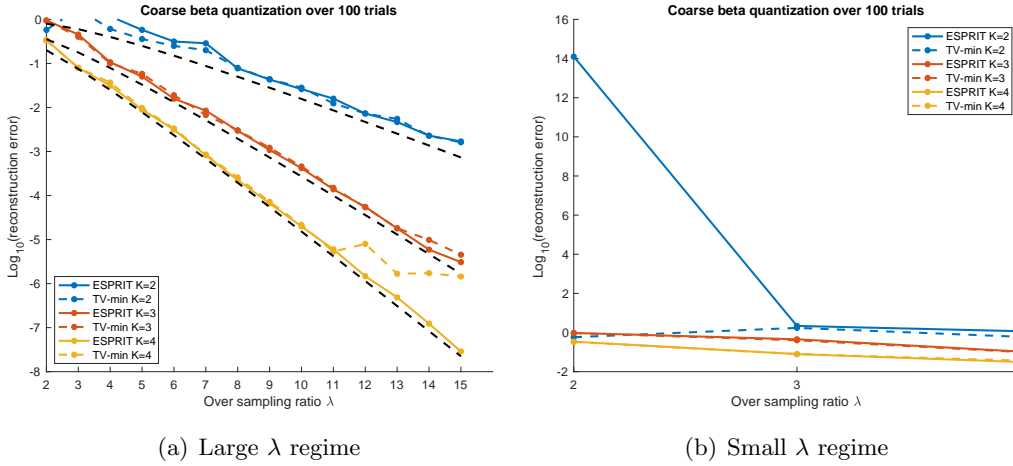 Coarse beta quantization over 100 trials
0
-1
-2
-3
-4
-5
-6
-7
-8
Log10(reconstruction error)
ESPRIT K=2
TV-min K=2
ESPRIT K=3
TV-min K=3
ESPRIT K=4
TV-min K=4
2 3 4 5 6 7 8 9 10 11 12 13 14 15
Over sampling ratio λ
(a) Large λ regime
Coarse beta quantization over 100 trials
16
14
12
10
8
6
4
2
0
-2
Log10(reconstruction error)
ESPRIT K=2
TV-min K=2
ESPRIT K=3
TV-min K=3
ESPRIT K=4
TV-min K=4
2 3
Over sampling ratio λ
(b) Small λ regime